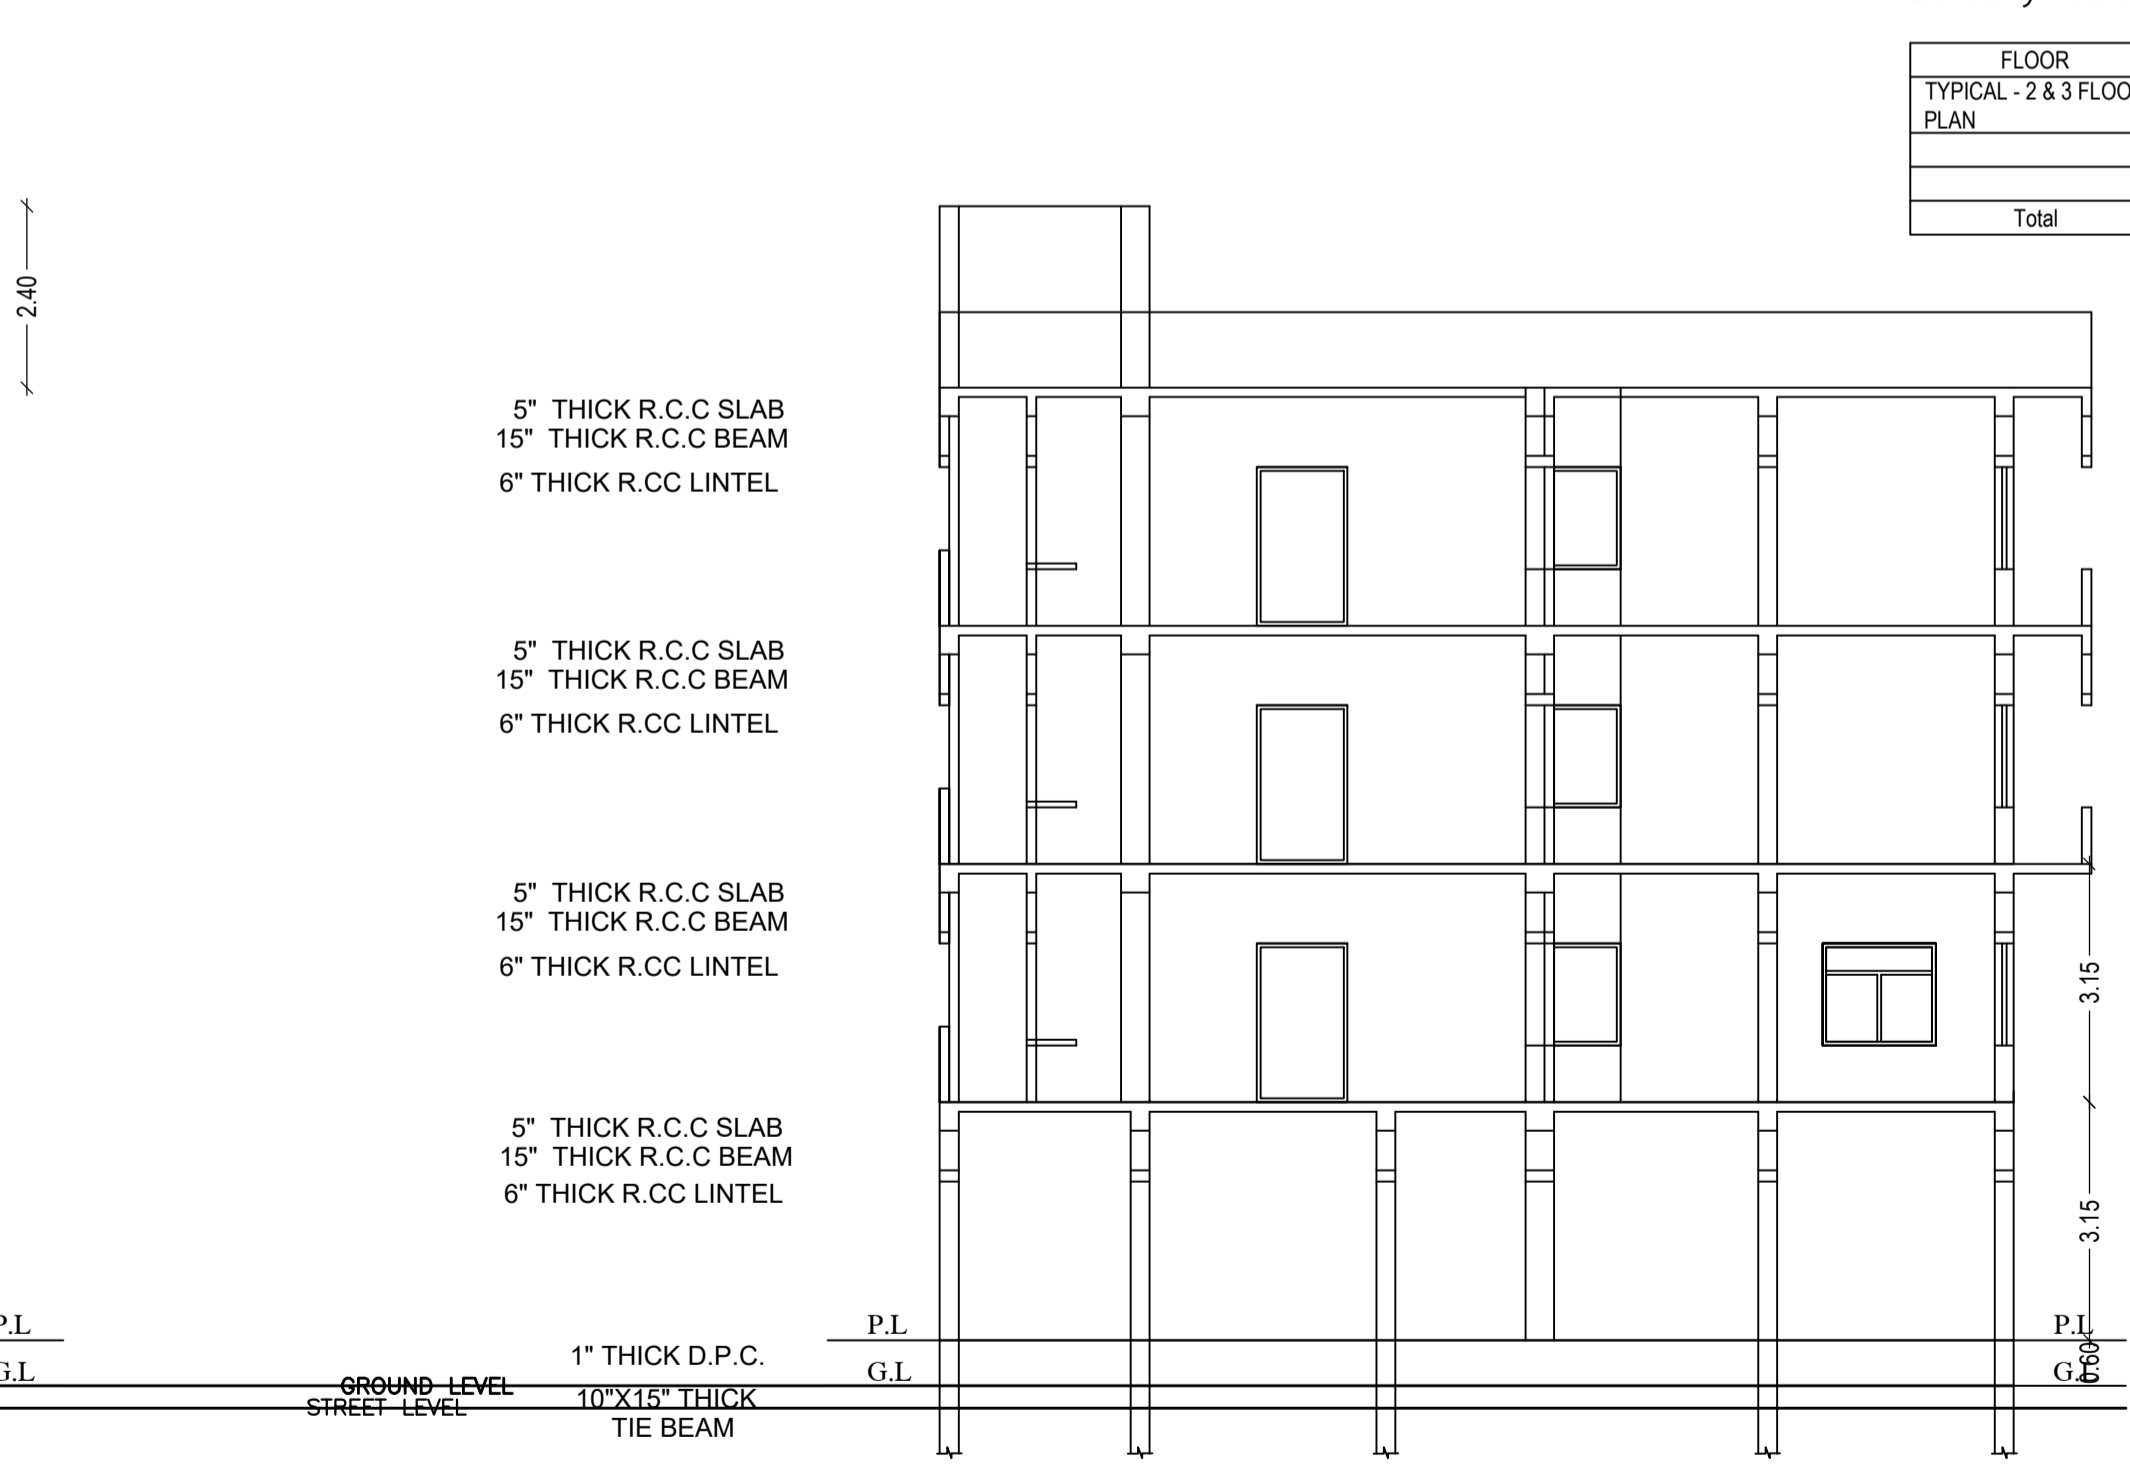 FLOOR
TYPICAL - 2 & 3 FLOO
PLAN
Total
2.40
5" THICK R.C.C SLAB
15" THICK R.C.C BEAM
6" THICK R.CC LINTEL
5" THICK R.C.C SLAB
15" THICK R.C.C BEAM
6" THICK R.CC LINTEL
5" THICK R.C.C SLAB
15" THICK R.C.C BEAM
6" THICK R.CC LINTEL
3.15
5" THICK R.C.C SLAB
15" THICK R.C.C BEAM
6" THICK R.CC LINTEL
3.15
P.L
P.L
P.L
1" THICK D.P.C.
0.60
G.L
G.L
G.L
GROUND LEVEL
STREET LEVEL
10"X15" THICK
TIE BEAM